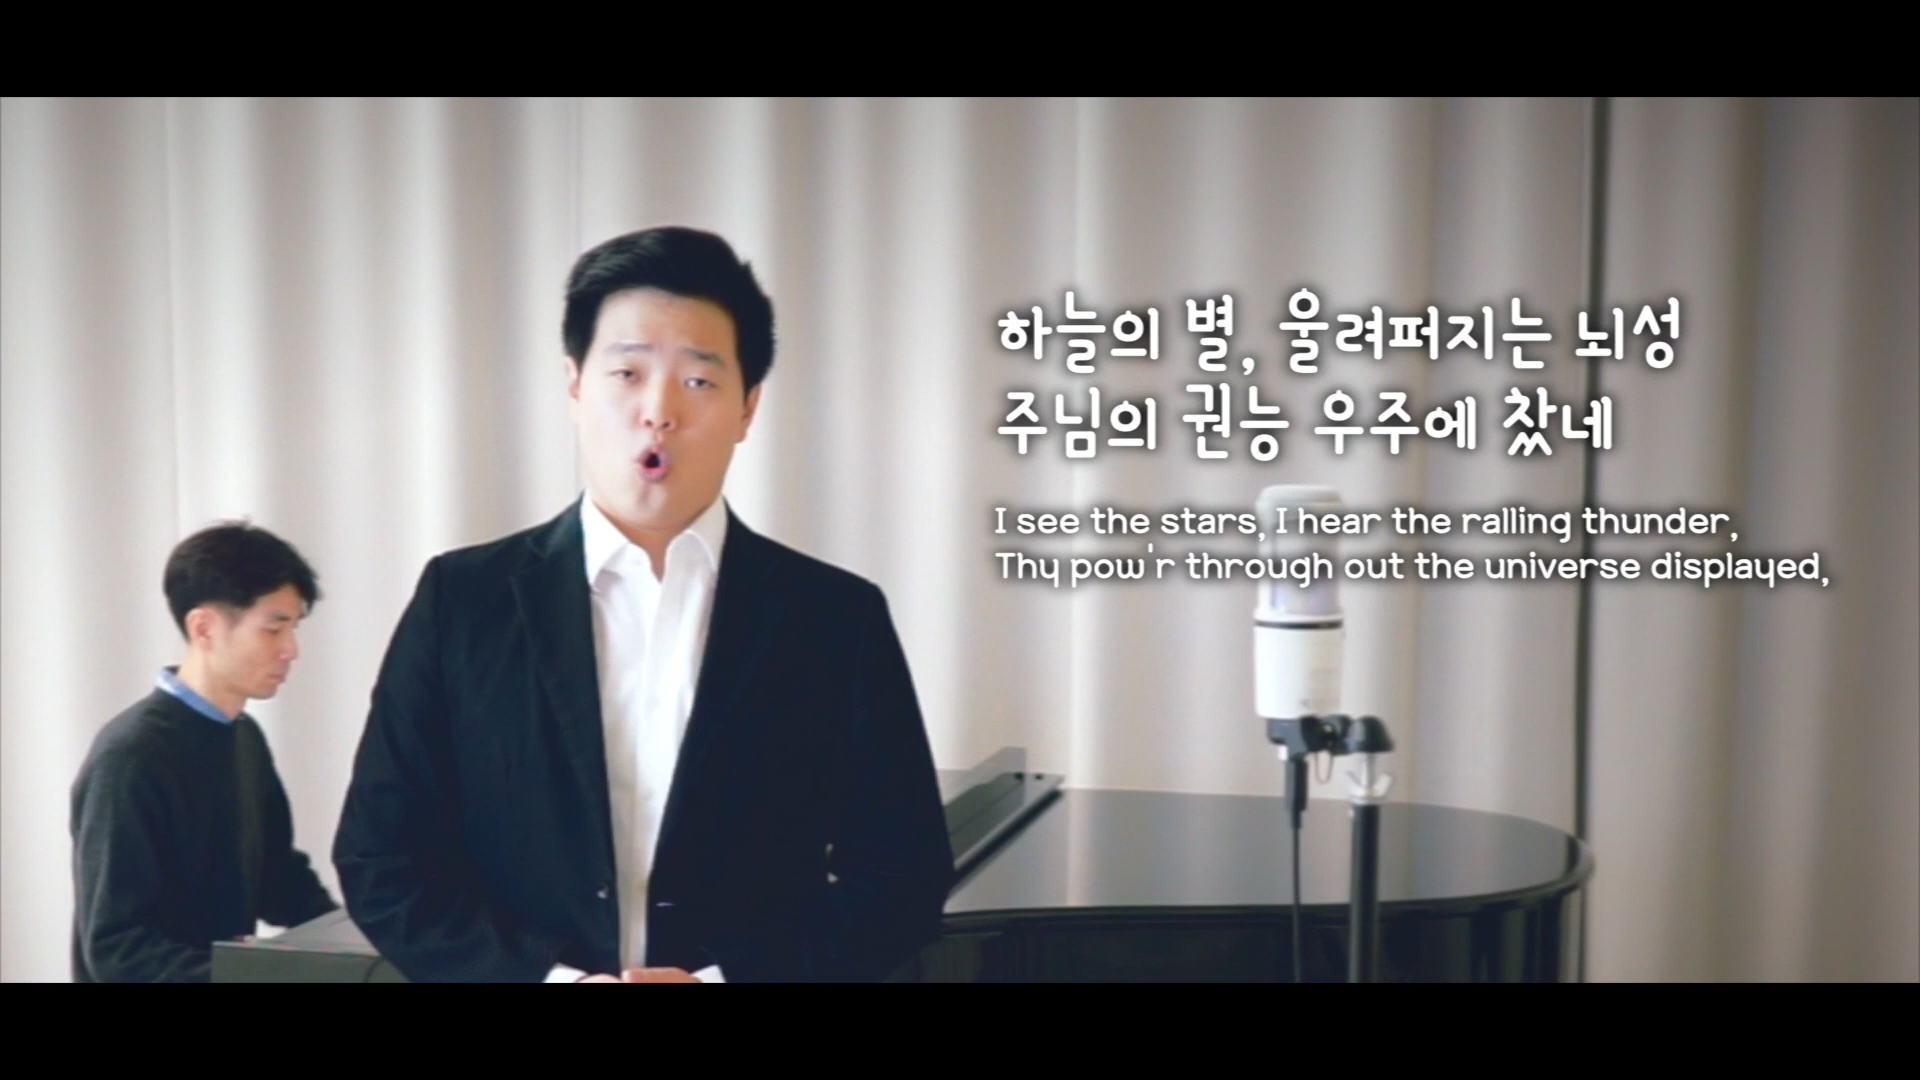 하늘의 별, 울려퍼지는 뇌성
주님의 권능 우주에 찼네
I see the stars, I hear the ralling thunder,
Thy pow'r through out the universe displayed,